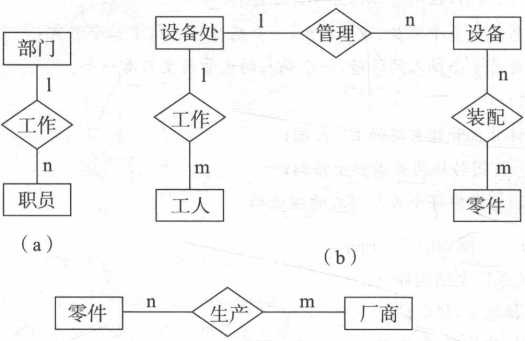 设备处 l 管理 n 设备
部门
l l n
工作 工作 装配
n m m
职员 工人 零件
(a) (b)
零件 n 生产 m 厂商